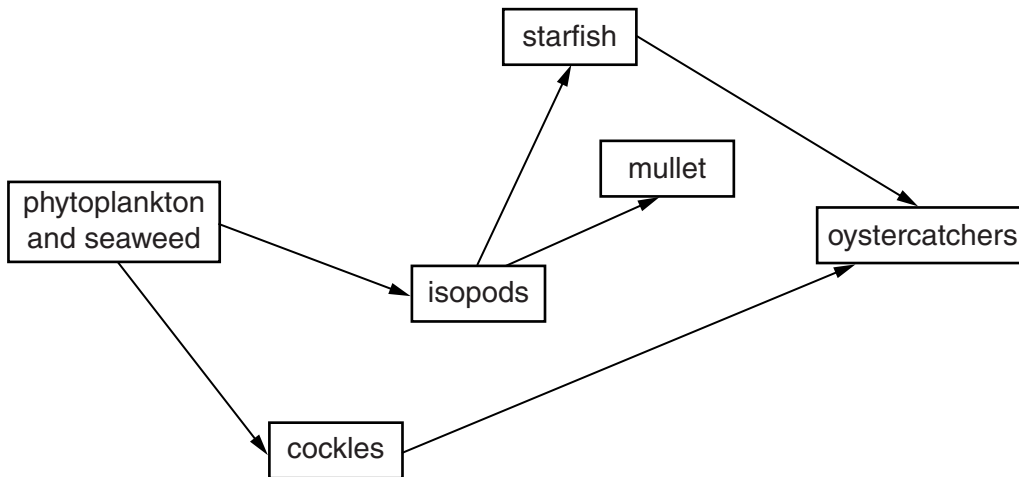 starfish
mullet
phytoplankton
and seaweed
oystercatchers
isopods
cockles